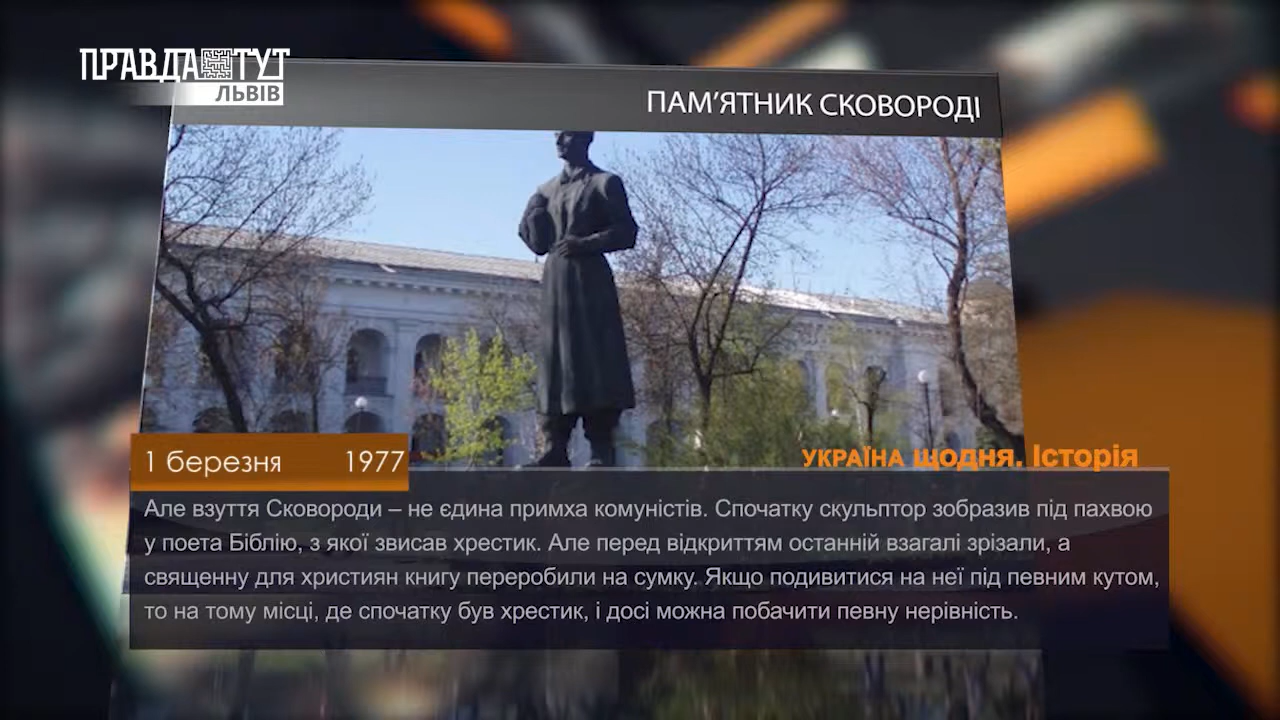 ПРАВДА ТУТ
ЛЬВІВ
ПАМ’ЯТНИК СКОВОРОДІ
1 березня 1977
УКРАЇНА ЩОДНЯ. Історія
Але взуття Сковороди – не єдина примха комуністів. Спочатку скульптор зобразив під пахвою
у поета Біблію, з якої звисав хрестик. Але перед відкриттям останній взагалі зрізали, а
священну для християн книгу переробили на сумку. Якщо подивитися на неї під певним кутом,
то на тому місці, де спочатку був хрестик, і досі можна побачити певну нерівність.